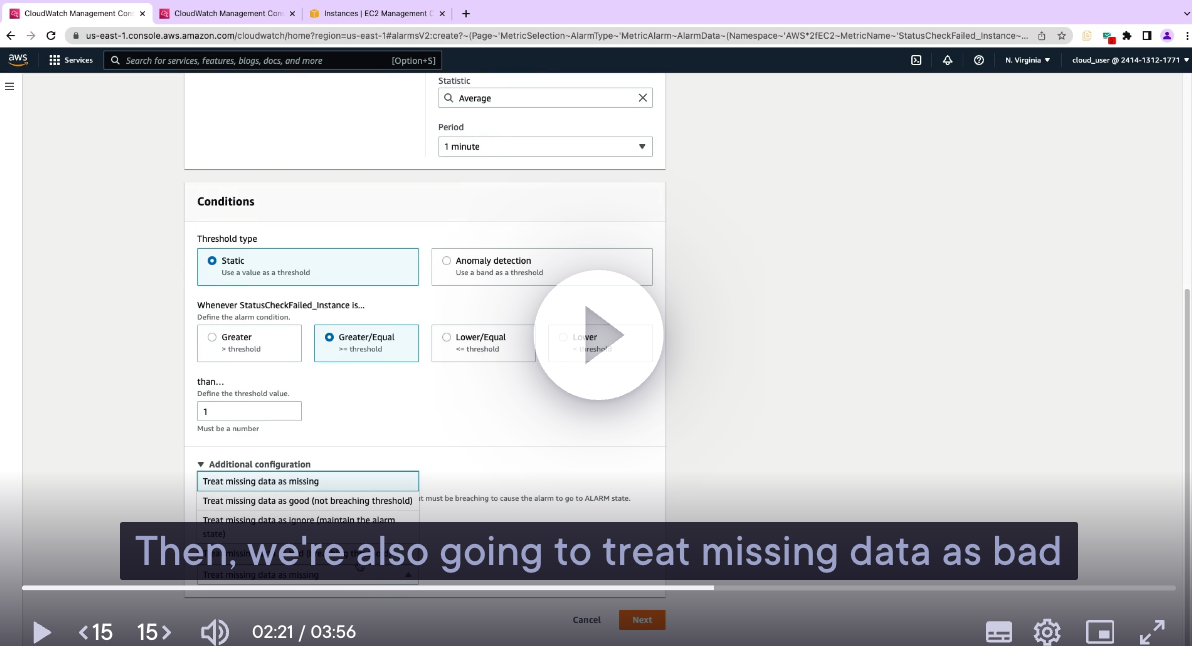 CloudWatch Management Con
CloudWatch Management Con
Instances | EC2 Management C
us-east-1.console.aws.amazon.com/cloudwatch/home?region=us-east-1#alarmsV2:create?~(Page~'MetricSelection~AlarmType~'MetricAlarm~AlarmData~(Namespace~'AWS*2fEC2~MetricName~'StatusCheckFailed_Instance~...
aws
Services
Search for services, features, blogs, docs, and more
[Option+S]
N. Virginia
cloud_user @ 2414-1312-1771
Statistic
Average
Period
1 minute
Conditions
Threshold type
Static
Use a value as a threshold
Anomaly detection
Use a band as a threshold
Whenever StatusCheckFailed_Instance is...
Define the alarm condition.
Greater
> threshold
Greater/Equal
>= threshold
Lower/Equal
<= threshold
Lower
< threshold
than...
Define the threshold value.
1
Must be a number
Additional configuration
Treat missing data as missing
Treat missing data as good (not breaching threshold)
t must be breaching to cause the alarm to go to ALARM state.
Treat missing data as ignore (maintain the alarm
state)
Then, we're also going to treat missing data as bad
Treat missing data as missing
Cancel
Next
15
15
02:21 / 03:56